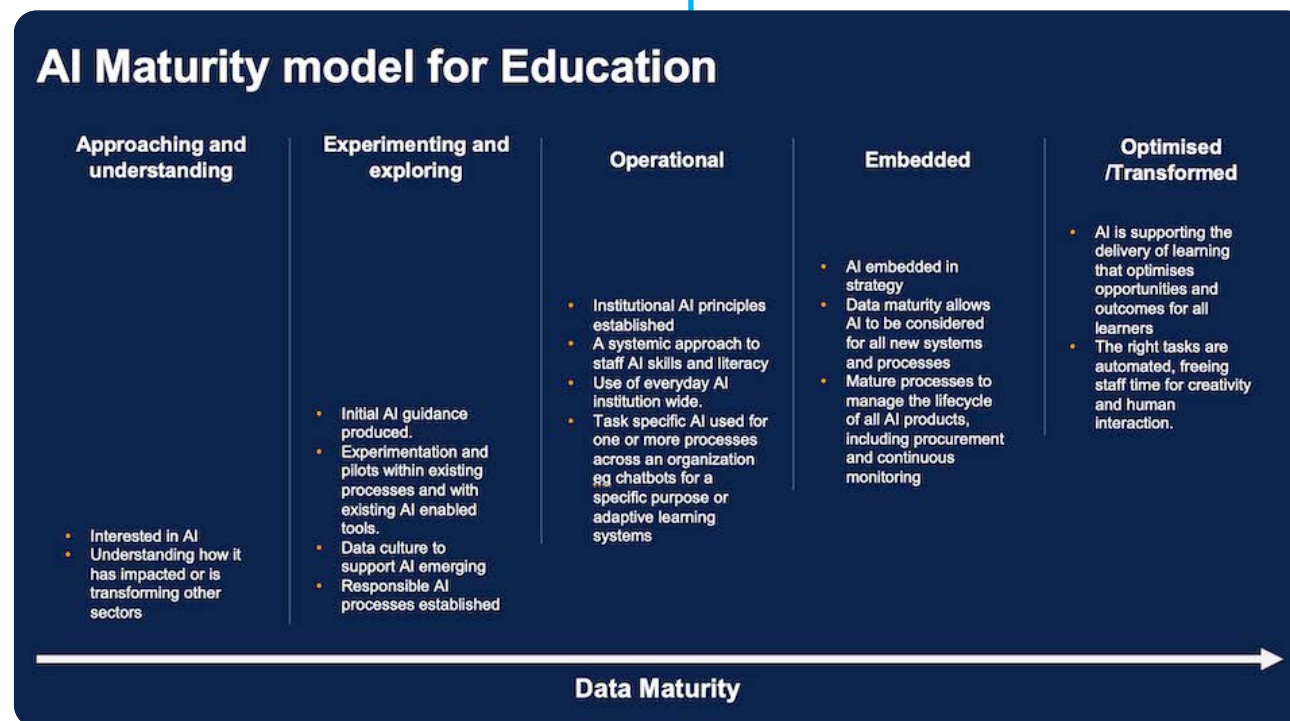 AI Maturity model for Education
Approaching and
understanding
• Interested in AI
• Understanding how it
has impacted or is
transforming other
sectors
Experimenting and
exploring
• Initial AI guidance
produced.
• Experimentation and
pilots within existing
processes and with
existing AI enabled
tools.
• Data culture to
support AI emerging
• Responsible AI
processes established
Operational
• Institutional AI principles
established
• A systemic approach to
staff AI skills and literacy
• Use of everyday AI
institution wide.
• Task specific AI used for
one or more processes
across an organization
eg chatbots for a
specific purpose or
adaptive learning
systems
Embedded
• AI embedded in
strategy
• Data maturity allows
AI to be considered
for all new systems
and processes
• Mature processes to
manage the lifecycle
of all AI products,
including procurement
and continuous
monitoring
Optimised
/Transformed
• AI is supporting the
delivery of learning
that optimises
opportunities and
outcomes for all
learners
• The right tasks are
automated, freeing
staff time for creativity
and human
interaction.
Data Maturity